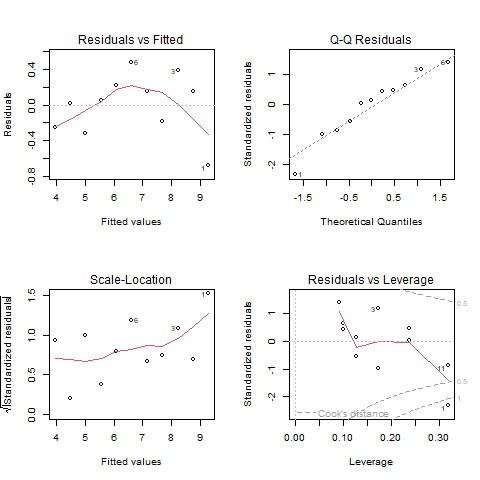 Residuals vs Fitted
Residuals
-0.8 -0.4 0.0 0.4
6
3
1
4 5 6 7 8 9
Fitted values
Q-Q Residuals
Standardized residuals
-2 -1 0 1
1
3
6
-1.5 -0.5 0.5 1.5
Theoretical Quantiles
Scale-Location
√|Standardized residuals|
0.0 0.5 1.0 1.5
6
3
1
4 5 6 7 8 9
Fitted values
Residuals vs Leverage
Standardized residuals
-2 -1 0 1
3
11
1
0.5
0.5
1
Cook's distance
0.00 0.10 0.20 0.30
Leverage